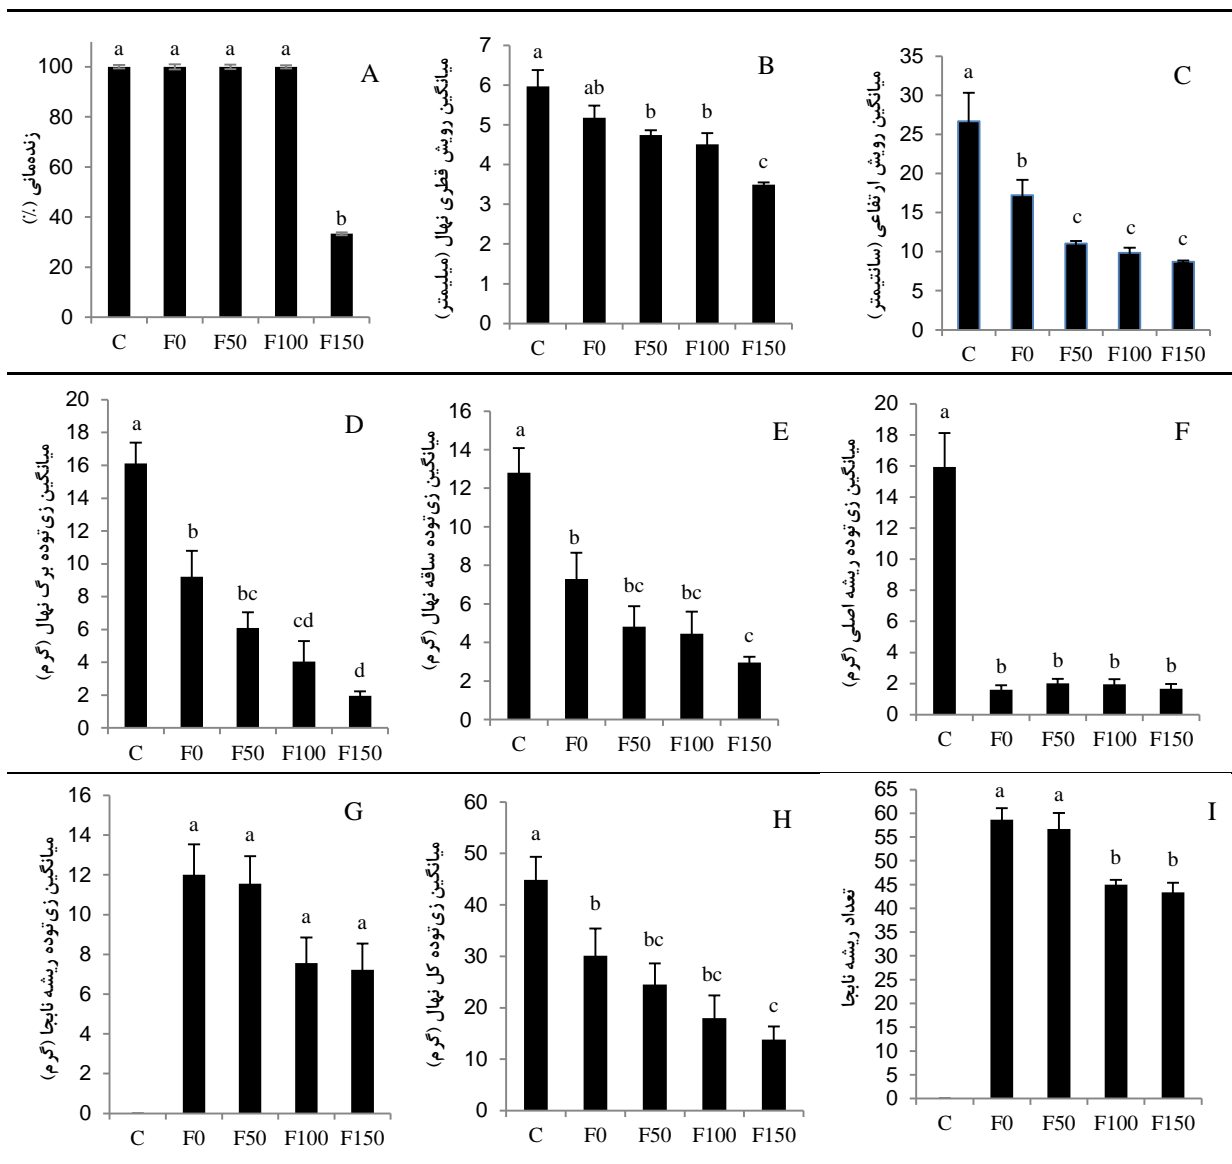 A
زنده‌مانی (٪)
100
80
60
40
20
0
a a a a b
C F0 F50 F100 F150
B
میانگین رویش قطری نهال (میلیمتر)
7
6
5
4
3
2
1
0
a ab b b c
C F0 F50 F100 F150
C
میانگین رویش ارتفاعی (سانتیمتر)
35
30
25
20
15
10
5
0
a b c c c
C F0 F50 F100 F150
D
میانگین زی‌توده برگ نهال (گرم)
20
18
16
14
12
10
8
6
4
2
0
a b bc cd d
C F0 F50 F100 F150
E
میانگین زی‌توده ساقه نهال (گرم)
16
14
12
10
8
6
4
2
0
a b bc bc c
C F0 F50 F100 F150
F
میانگین زی‌توده ریشه اصلی (گرم)
20
18
16
14
12
10
8
6
4
2
0
a b b b b
C F0 F50 F100 F150
G
میانگین زی‌توده ریشه نابجا (گرم)
16
14
12
10
8
6
4
2
0
a a a a
C F0 F50 F100 F150
H
میانگین زی‌توده کل نهال (گرم)
60
50
40
30
20
10
0
a b bc bc c
C F0 F50 F100 F150
I
تعداد ریشه نابجا
65
60
55
50
45
40
35
30
25
20
15
10
5
0
a a b b
C F0 F50 F100 F150